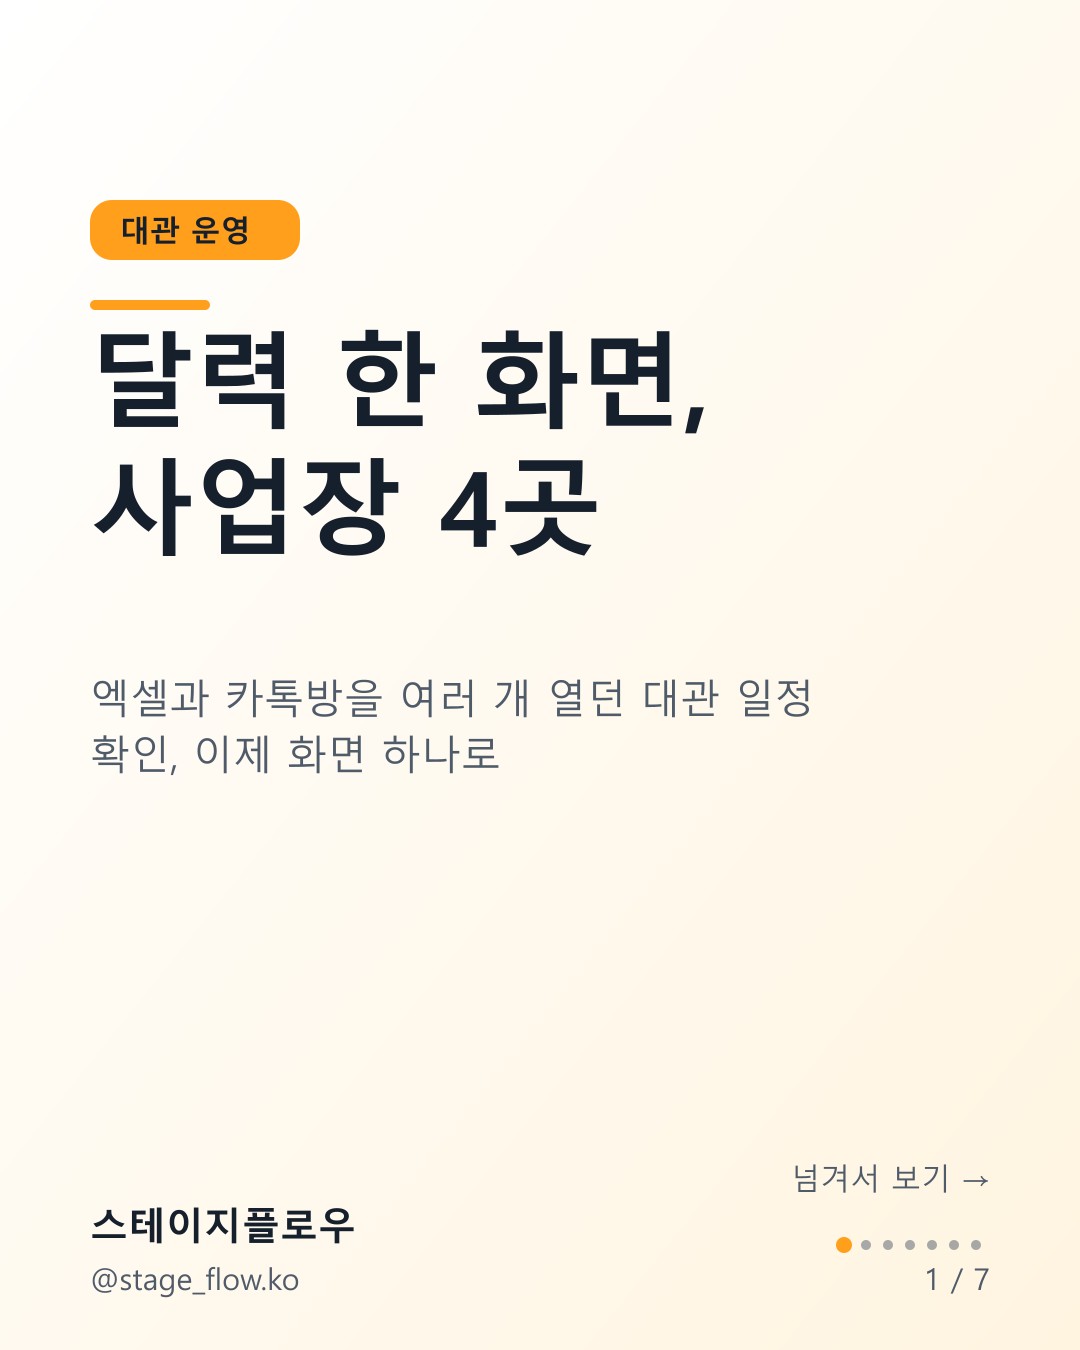 대관 운영
달력 한 화면,
사업장 4곳
엑셀과 카톡방을 여러 개 열던 대관 일정
확인, 이제 화면 하나로
넘겨서 보기 →
스테이지플로우
@stage_flow.ko
1 / 7